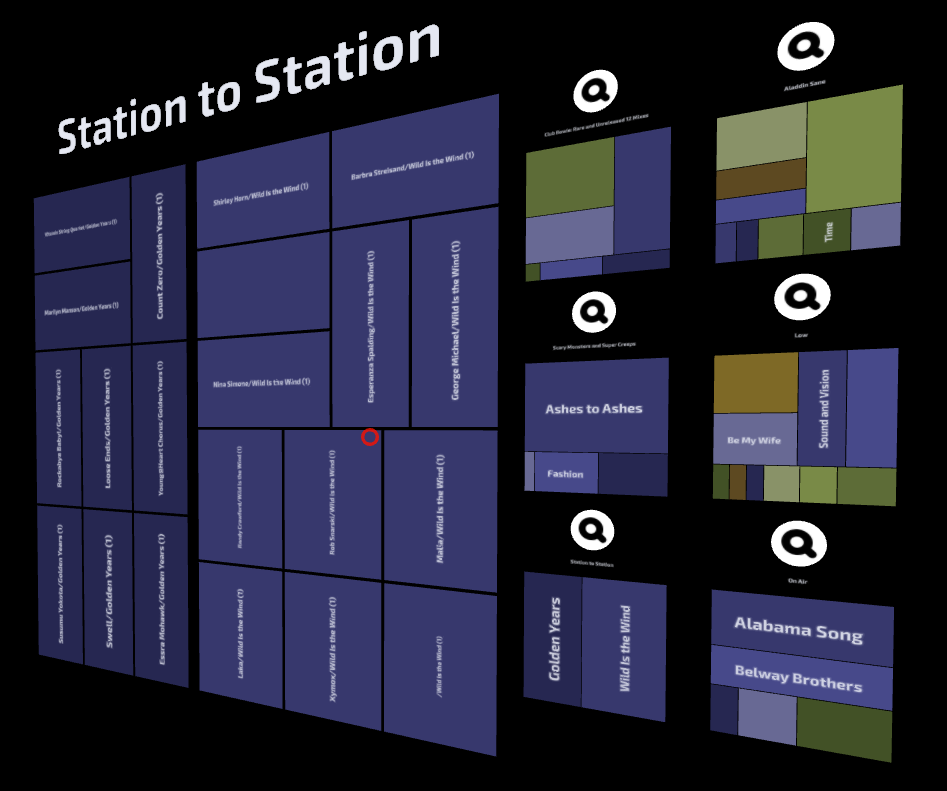 Station to Station
Shirley Horn/Wild Is the Wind (1)
Barbra Streisand/Wild Is the Wind (1)
Count Zero/Golden Years (1)
Marilyn Manson/Golden Years (1)
Esperanza Spalding/Wild Is the Wind (1)
George Michael/Wild Is the Wind (1)
Nina Simone/Wild Is the Wind (1)
Rockabye Baby!/Golden Years (1)
Loose Ends/Golden Years (1)
Young@Heart Chorus/Golden Years (1)
Randy Crawford/Wild Is the Wind (1)
Rob Sinarski/Wild Is the Wind (1)
Malia/Wild Is the Wind (1)
Susumu Yokota/Golden Years (1)
Swell/Golden Years (1)
Essra Mohawk/Golden Years (1)
Laka/Wild Is the Wind (1)
Xymox/Wild Is the Wind (1)
/Wild Is the Wind (1)
Club Bowie: Rare and Unreleased 12 Mixes
Aladdin Sane
Time
Scary Monsters and Super Creeps
Ashes to Ashes
Fashion
Low
Sound and Vision
Be My Wife
Station to Station
Golden Years
Wild Is the Wind
On Air
Alabama Song
Belway Brothers